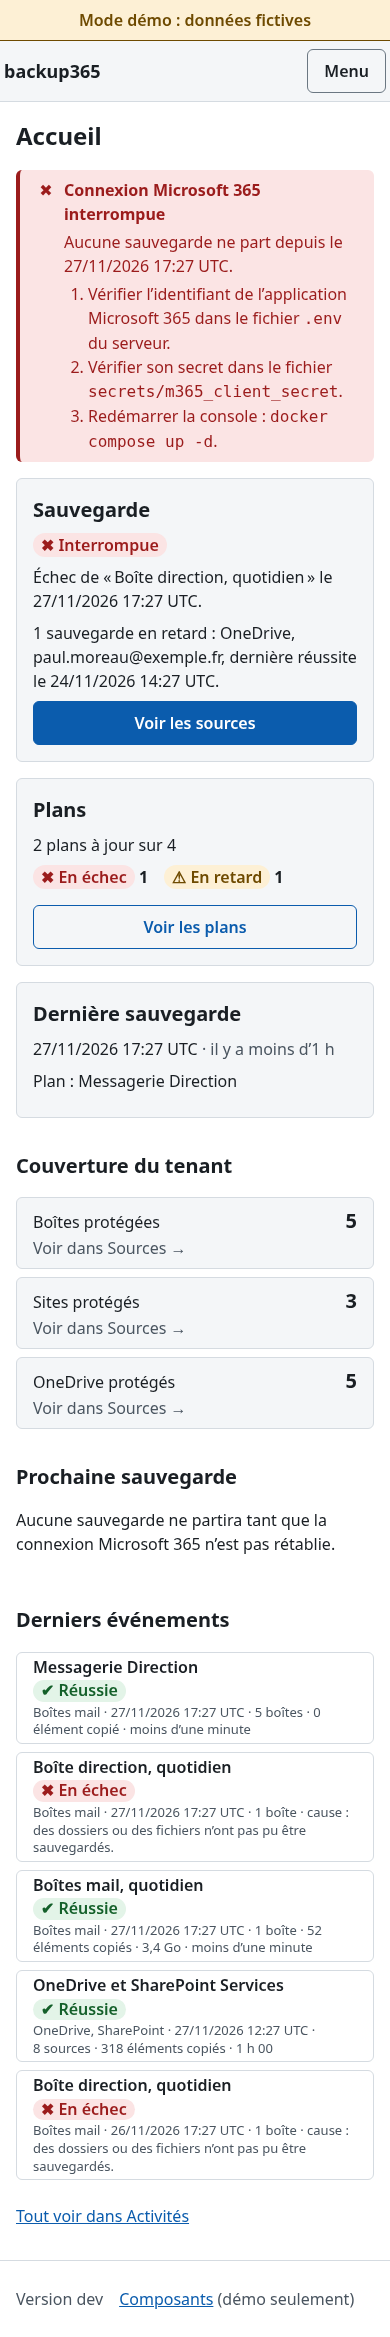 Mode démo : données fictives
backup365
Menu
Accueil
✖ Connexion Microsoft 365
interrompue
Aucune sauvegarde ne part depuis le
27/11/2026 17:27 UTC.
1. Vérifier l’identifiant de l’application
Microsoft 365 dans le fichier .env
du serveur.
2. Vérifier son secret dans le fichier
secrets/m365_client_secret.
3. Redémarrer la console : docker
compose up -d.
Sauvegarde
✖ Interrompue
Échec de « Boîte direction, quotidien » le
27/11/2026 17:27 UTC.
1 sauvegarde en retard : OneDrive,
paul.moreau@exemple.fr, dernière réussite
le 24/11/2026 14:27 UTC.
Voir les sources
Plans
2 plans à jour sur 4
✖ En échec 1 ⚠ En retard 1
Voir les plans
Dernière sauvegarde
27/11/2026 17:27 UTC · il y a moins d’1 h
Plan : Messagerie Direction
Couverture du tenant
Boîtes protégées 5
Voir dans Sources →
Sites protégés 3
Voir dans Sources →
OneDrive protégés 5
Voir dans Sources →
Prochaine sauvegarde
Aucune sauvegarde ne partira tant que la
connexion Microsoft 365 n’est pas rétablie.
Derniers événements
Messagerie Direction
✔ Réussie
Boîtes mail · 27/11/2026 17:27 UTC · 5 boîtes · 0
élément copié · moins d’une minute
Boîte direction, quotidien
✖ En échec
Boîtes mail · 27/11/2026 17:27 UTC · 1 boîte · cause :
des dossiers ou des fichiers n’ont pas pu être
sauvegardés.
Boîtes mail, quotidien
✔ Réussie
Boîtes mail · 27/11/2026 17:27 UTC · 1 boîte · 52
éléments copiés · 3,4 Go · moins d’une minute
OneDrive et SharePoint Services
✔ Réussie
OneDrive, SharePoint · 27/11/2026 12:27 UTC ·
8 sources · 318 éléments copiés · 1 h 00
Boîte direction, quotidien
✖ En échec
Boîtes mail · 26/11/2026 17:27 UTC · 1 boîte · cause :
des dossiers ou des fichiers n’ont pas pu être
sauvegardés.
Tout voir dans Activités
Version dev Composants (démo seulement)